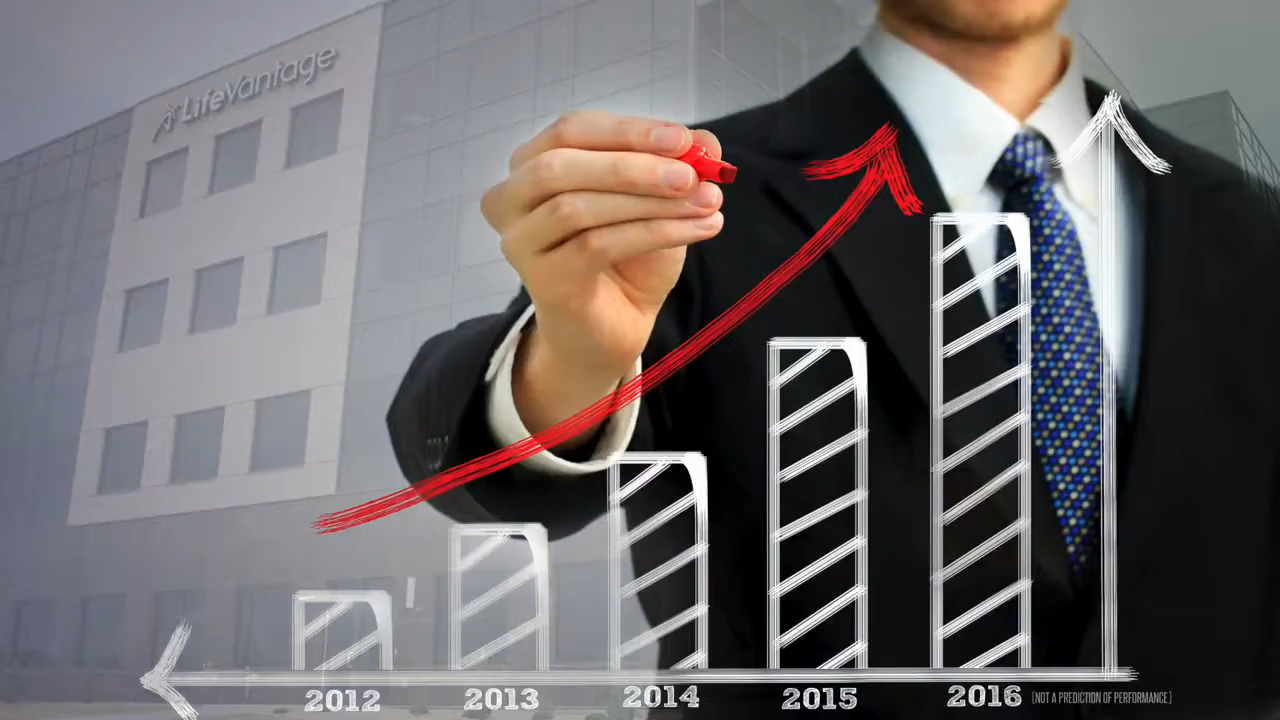 LifeVantage
2012
2013
2014
2015
2016
(NOT A PREDICTION OF PERFORMANCE)